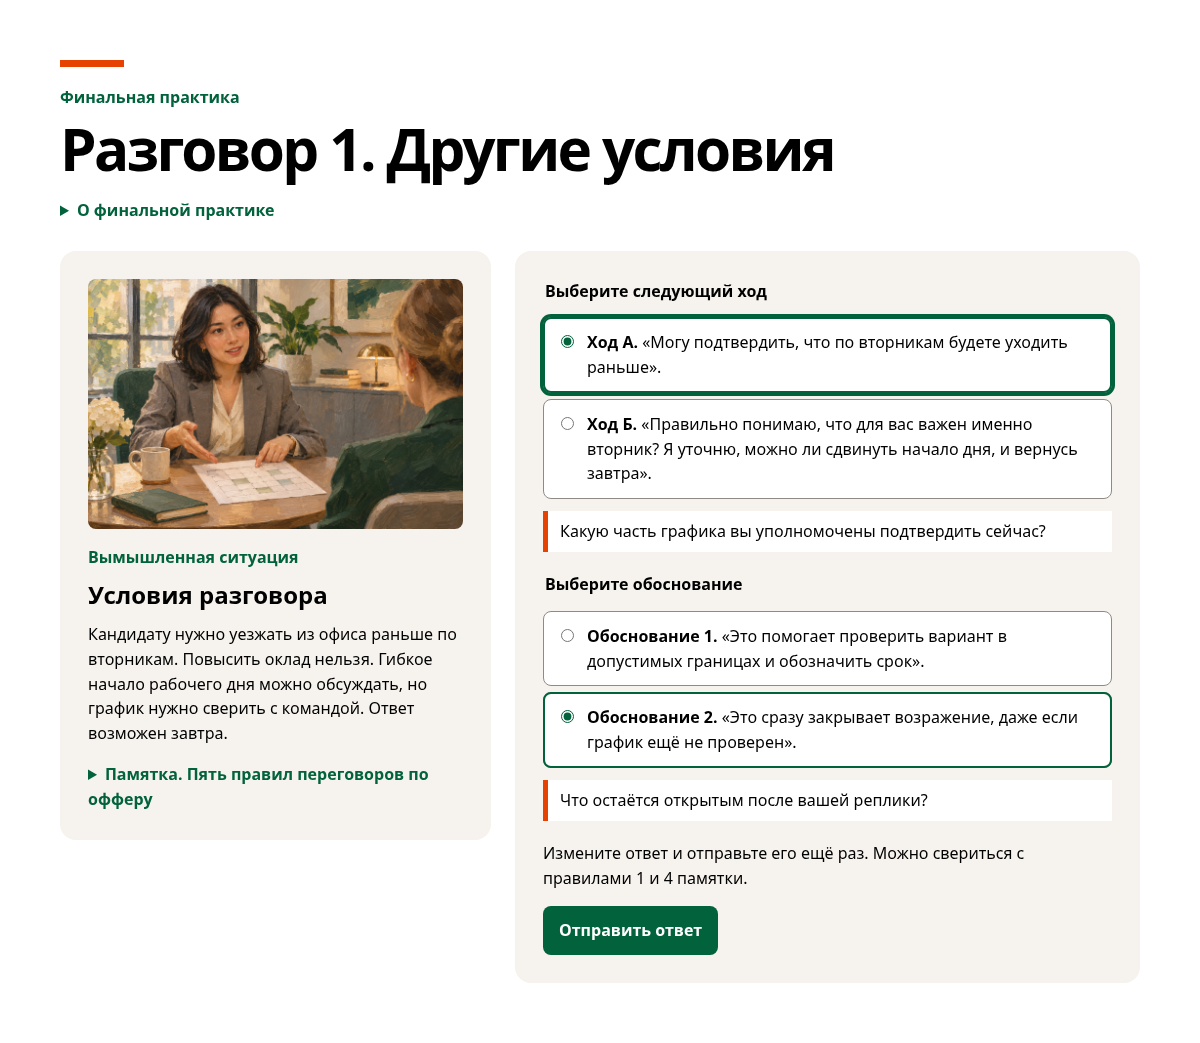 Финальная практика
Разговор 1. Другие условия
О финальной практике
Вымышленная ситуация
Условия разговора
Кандидату нужно уезжать из офиса раньше по
вторникам. Повысить оклад нельзя. Гибкое
начало рабочего дня можно обсуждать, но
график нужно сверить с командой. Ответ
возможен завтра.
Памятка. Пять правил переговоров по
офферу
Выберите следующий ход
Ход А. «Могу подтвердить, что по вторникам будете уходить
раньше».
Ход Б. «Правильно понимаю, что для вас важен именно
вторник? Я уточню, можно ли сдвинуть начало дня, и вернусь
завтра».
Какую часть графика вы уполномочены подтвердить сейчас?
Выберите обоснование
Обоснование 1. «Это помогает проверить вариант в
допустимых границах и обозначить срок».
Обоснование 2. «Это сразу закрывает возражение, даже если
график ещё не проверен».
Что остаётся открытым после вашей реплики?
Измените ответ и отправьте его ещё раз. Можно свериться с
правилами 1 и 4 памятки.
Отправить ответ